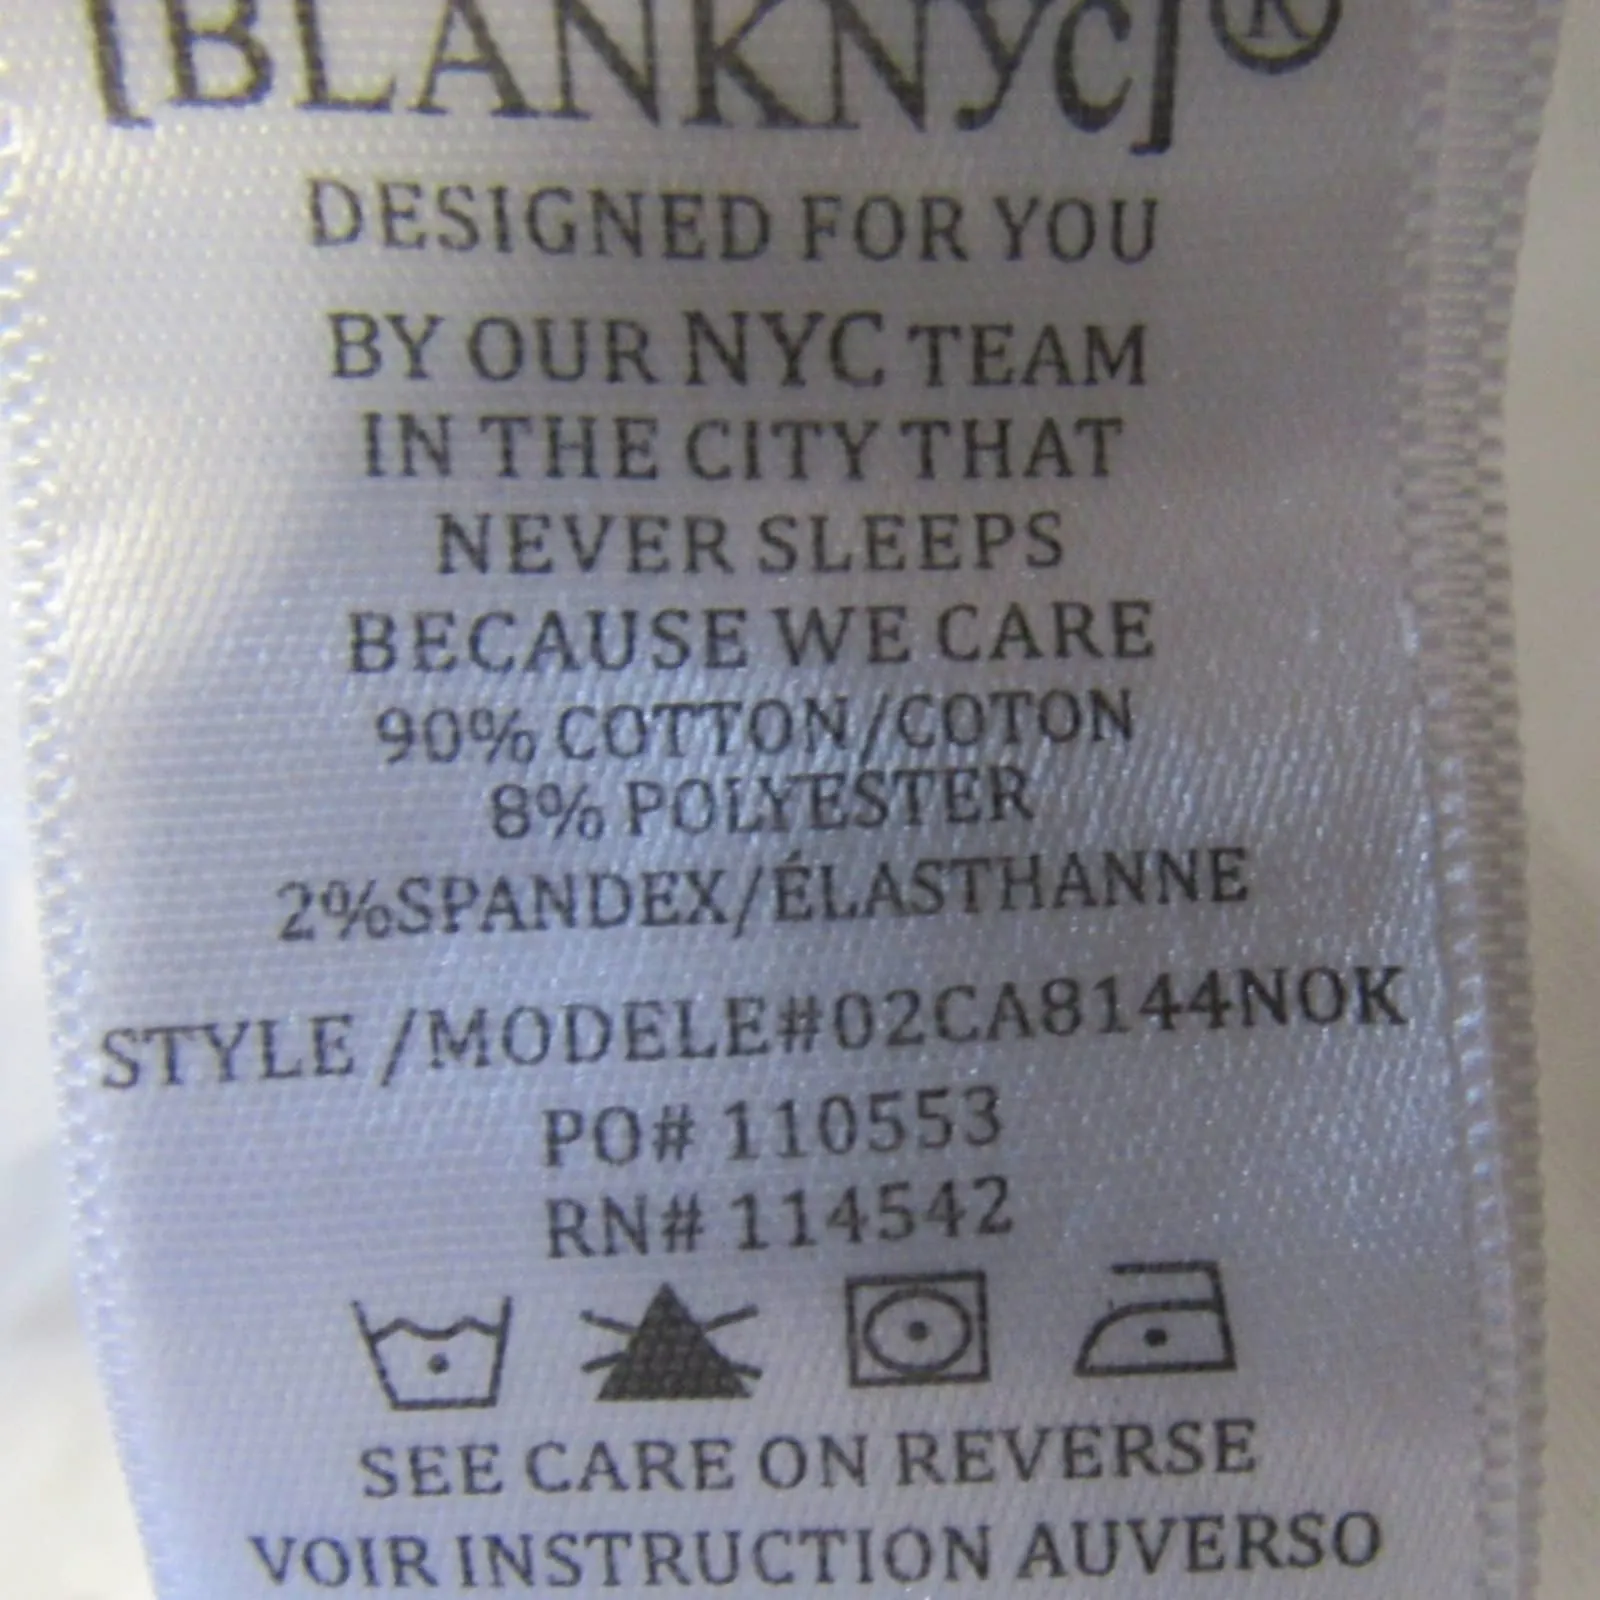 [BLANKNYC]®
DESIGNED FOR YOU
BY OUR NYC TEAM
IN THE CITY THAT
NEVER SLEEPS
BECAUSE WE CARE
90% COTTON/COTON
8% POLYESTER
2%SPANDEX/ÉLASTHANNE
STYLE /MODELE#02CA8144NOK
PO# 110553
RN# 114542
SEE CARE ON REVERSE
VOIR INSTRUCTION AUVERSO